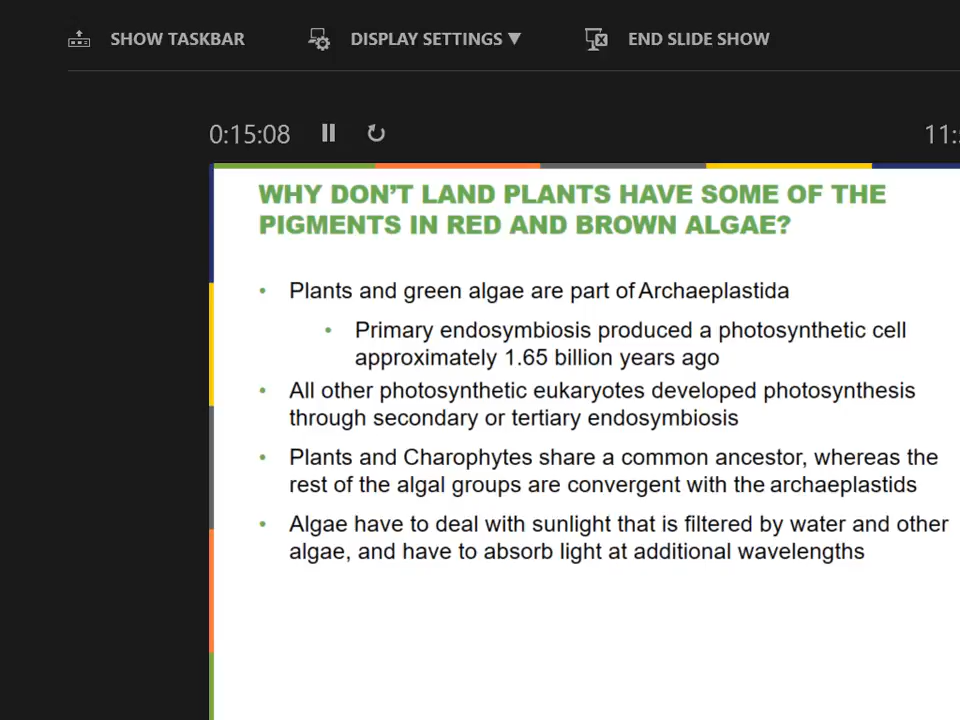 SHOW TASKBAR DISPLAY SETTINGS ▼ END SLIDE SHOW
0:15:08
WHY DON'T LAND PLANTS HAVE SOME OF THE
PIGMENTS IN RED AND BROWN ALGAE?
• Plants and green algae are part of Archaeplastida
• Primary endosymbiosis produced a photosynthetic cell
approximately 1.65 billion years ago
• All other photosynthetic eukaryotes developed photosynthesis
through secondary or tertiary endosymbiosis
• Plants and Charophytes share a common ancestor, whereas the
rest of the algal groups are convergent with the archaeplastids
• Algae have to deal with sunlight that is filtered by water and other
algae, and have to absorb light at additional wavelengths